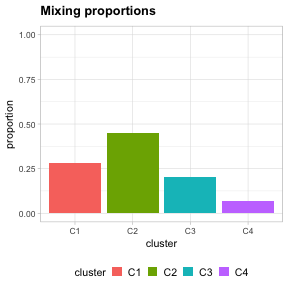 Mixing proportions
1.00
0.75
0.50
0.25
0.00
proportion
C1 C2 C3 C4
cluster
cluster C1 C2 C3 C4